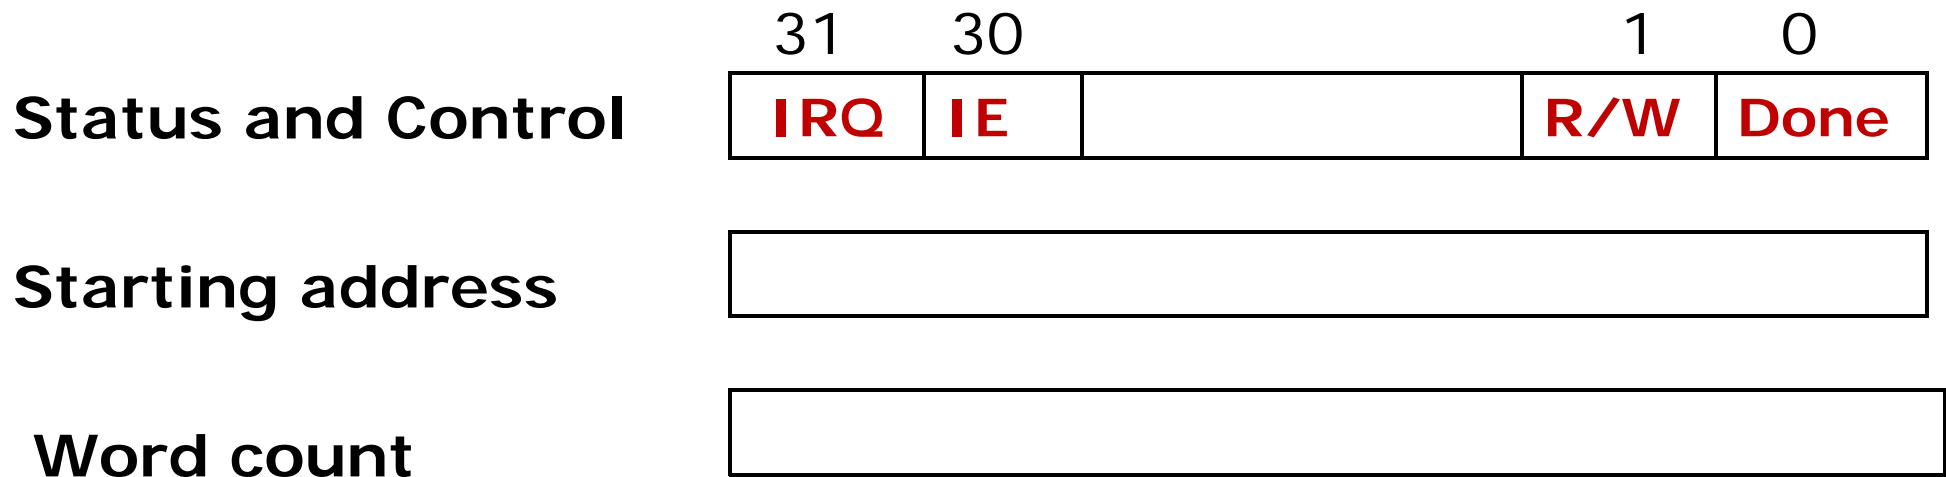 31 30 1 0
Status and Control IRQ IE R/W Done
Starting address
Word count